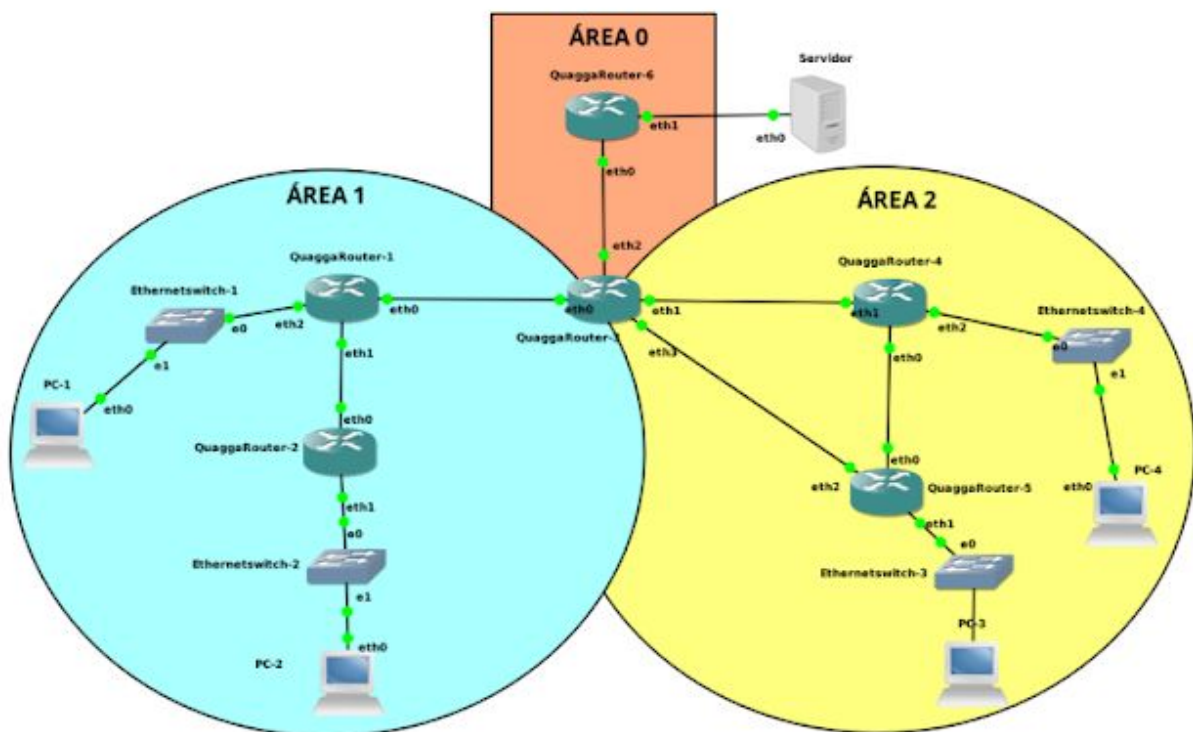 ÁREA 0
Servidor
QuaggaRouter-6
eth1
eth0
eth0
ÁREA 1
ÁREA 2
eth2
QuaggaRouter-1
QuaggaRouter-4
Ethernetswitch-1
Ethernetswitch-4
e0
eth2
eth0
eth0
eth1
eth1
eth2
e0
QuaggaRouter-3
e1
eth1
eth3
eth0
e1
PC-1
eth0
eth0
QuaggaRouter-2
eth0
PC-4
eth2
QuaggaRouter-5
eth0
eth1
eth1
e0
e0
Ethernetswitch-2
Ethernetswitch-3
e1
PC-3
eth0
PC-2